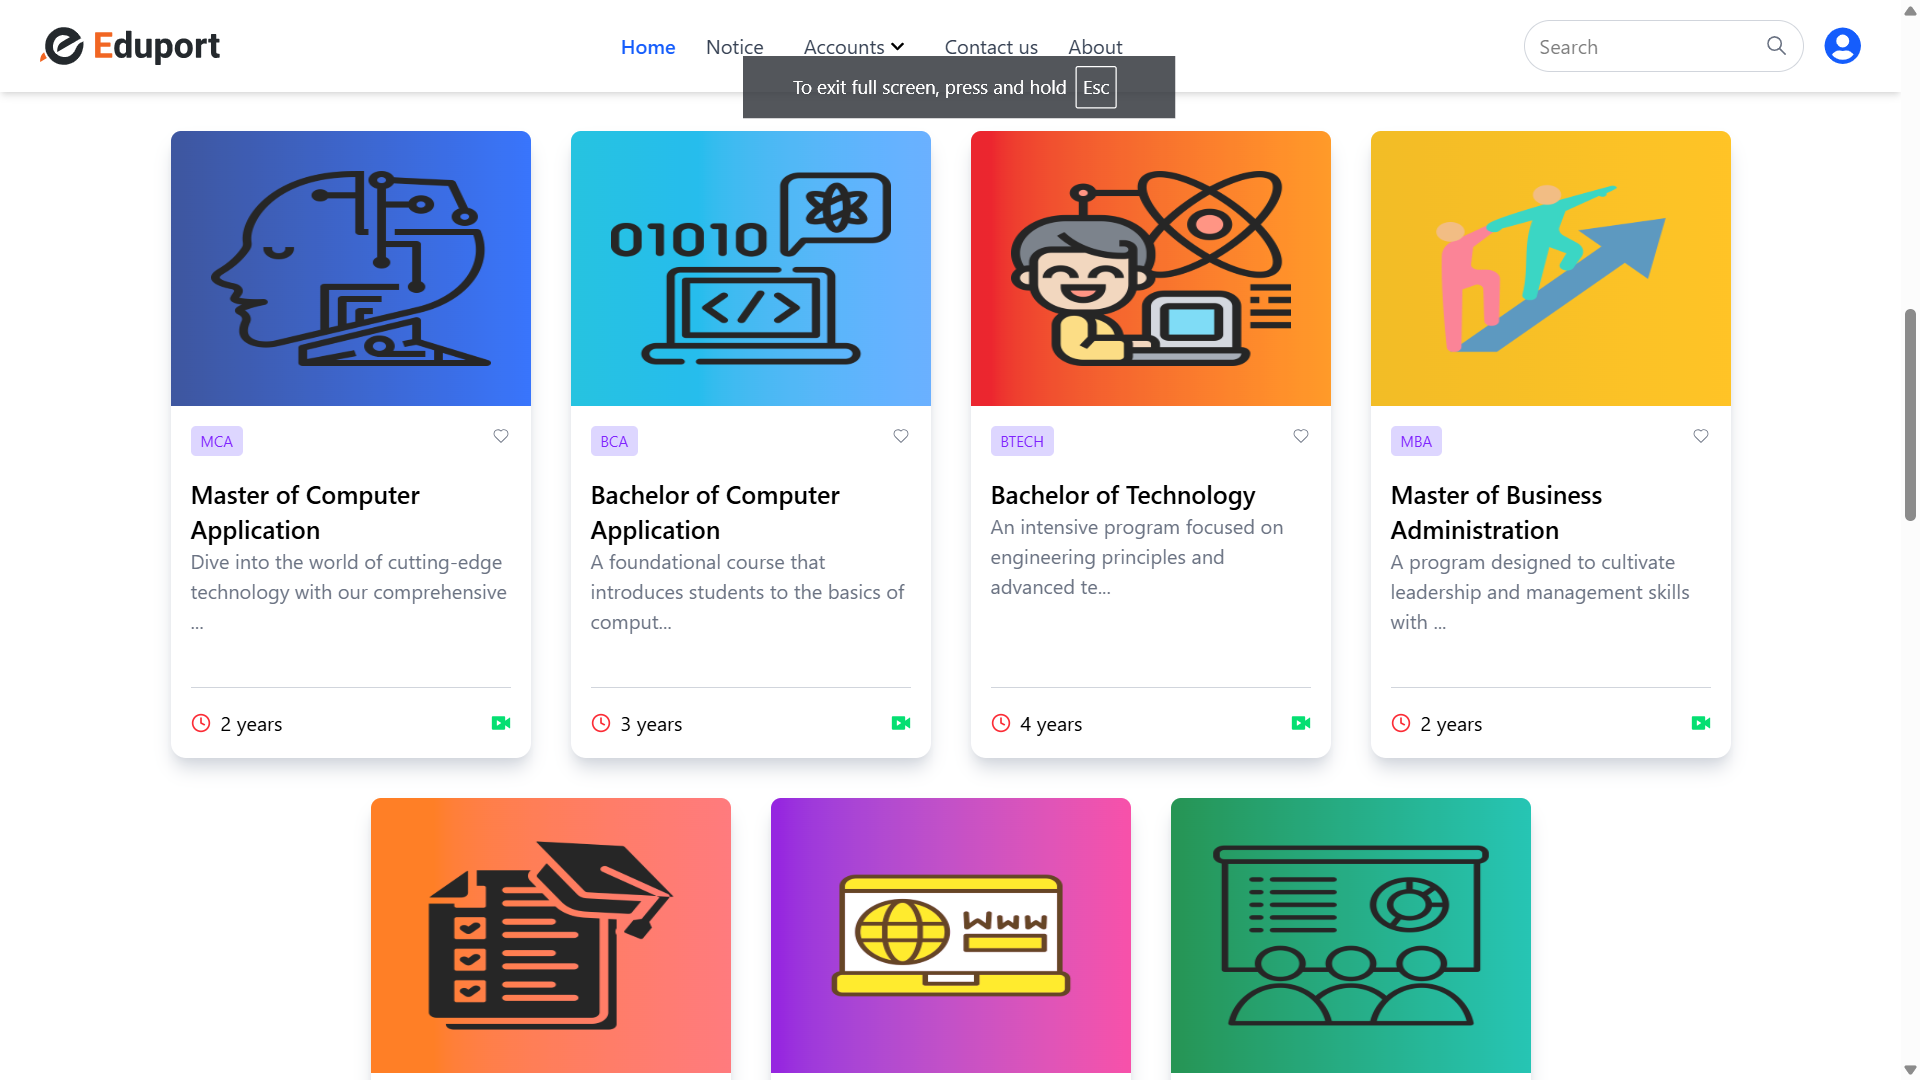 Eduport
Home Notice Accounts Contact us About
Search
To exit full screen, press and hold Esc
01010
</>
MCA
Master of Computer
Application
Dive into the world of cutting-edge
technology with our comprehensive
...
2 years
BCA
Bachelor of Computer
Application
A foundational course that
introduces students to the basics of
comput...
3 years
BTECH
Bachelor of Technology
An intensive program focused on
engineering principles and
advanced te...
4 years
MBA
Master of Business
Administration
A program designed to cultivate
leadership and management skills
with ...
2 years
www